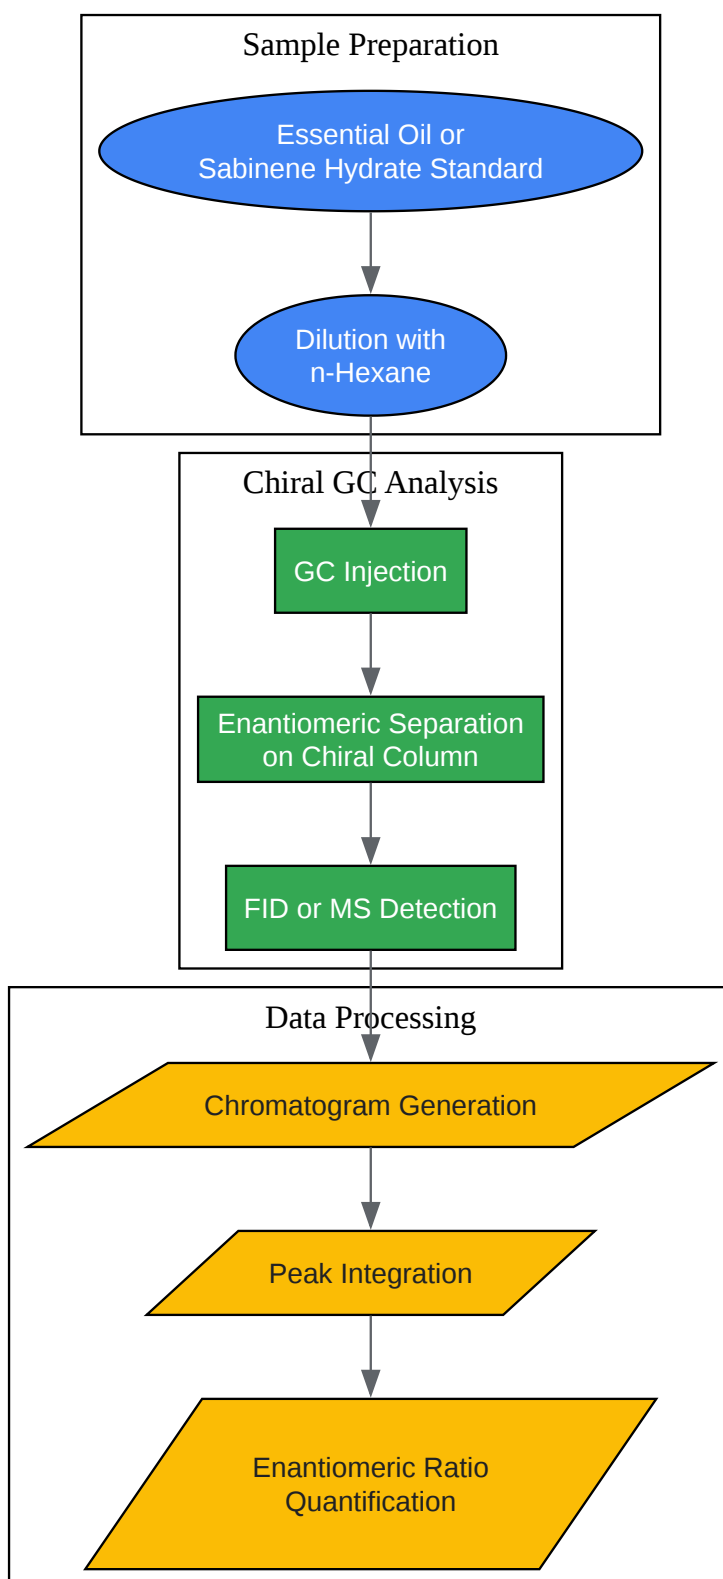 Sample Preparation
Essential Oil or
Sabinene Hydrate Standard
Dilution with
n-Hexane
Chiral GC Analysis
GC Injection
Enantiomeric Separation
on Chiral Column
FID or MS Detection
Data Processing
Chromatogram Generation
Peak Integration
Enantiomeric Ratio
Quantification